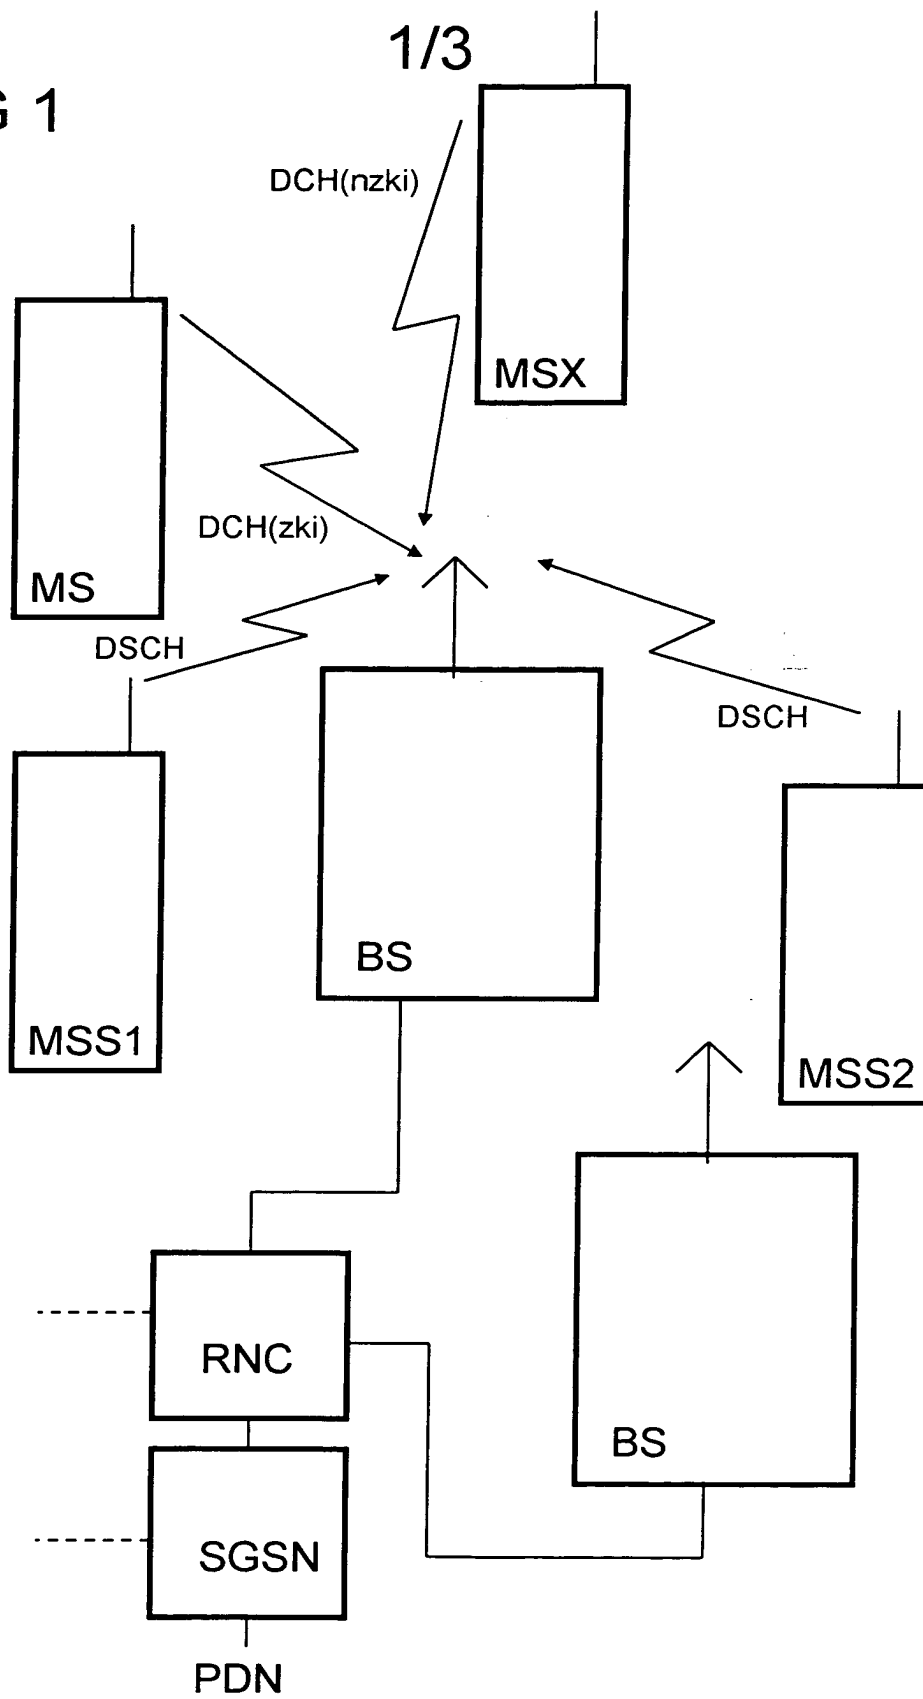 1/3
G 1
DCH(nzki)
MSX
DCH(zki)
MS
DSCH
DSCH
BS
MSS1
MSS2
RNC
BS
SGSN
PDN